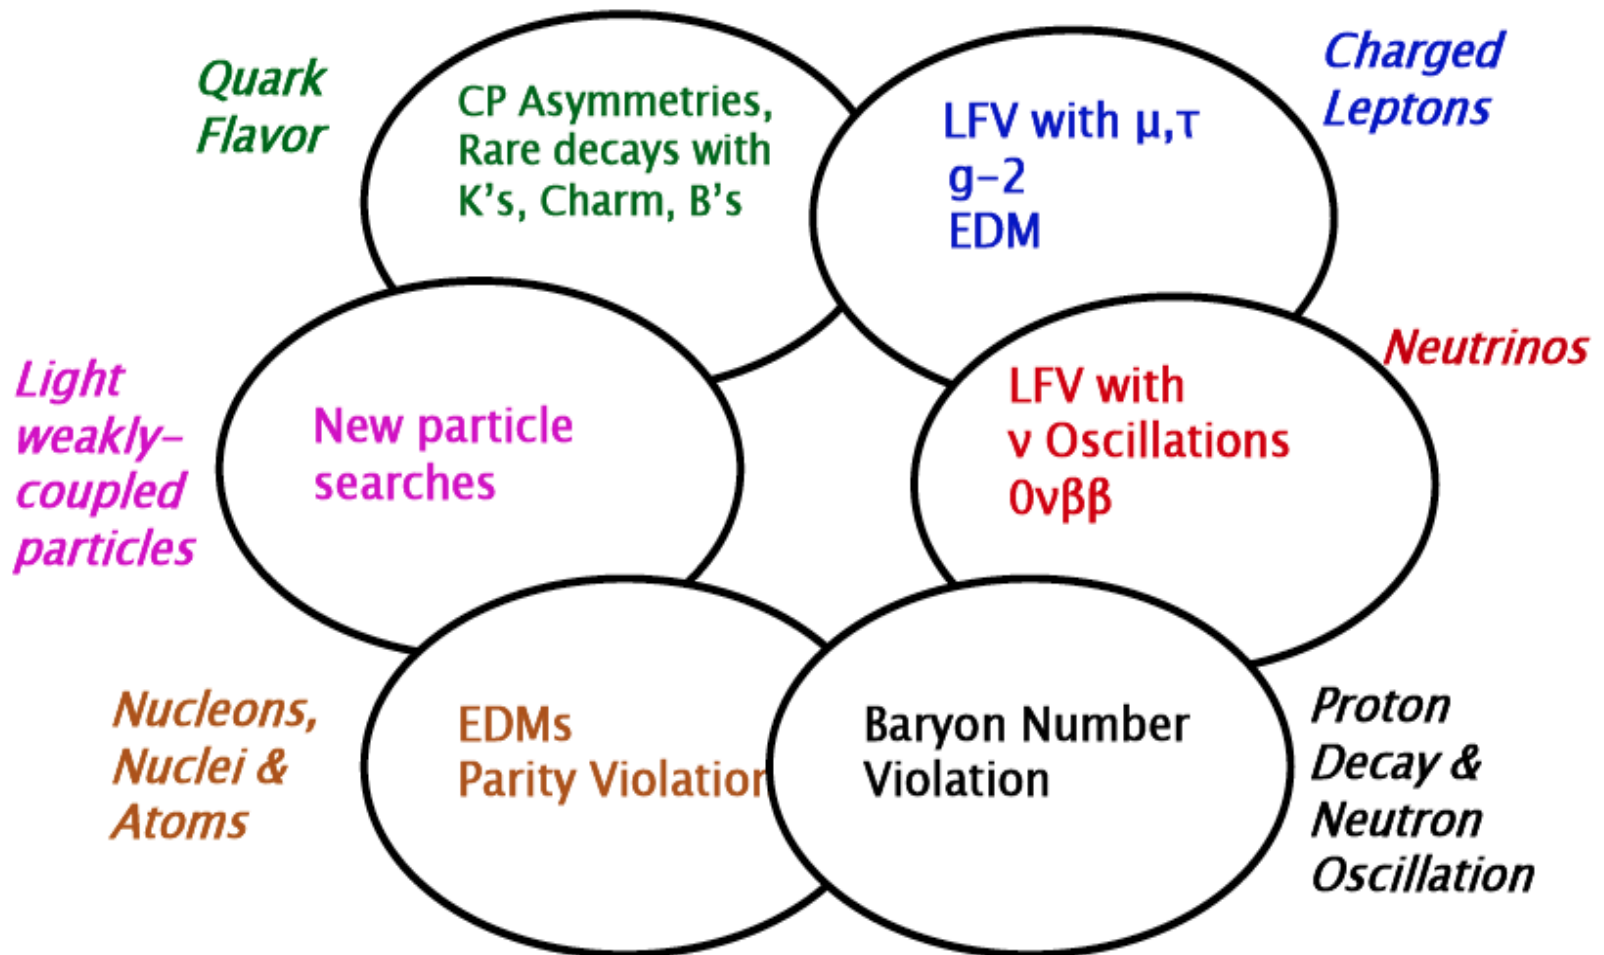 Quark
Flavor
CP Asymmetries,
Rare decays with
K's, Charm, B's
LFV with μ,τ
g-2
EDM
Charged
Leptons
Light
weakly-
coupled
particles
New particle
searches
LFV with
ν Oscillations
0νββ
Neutrinos
Nucleons,
Nuclei &
Atoms
EDMs
Parity Violation
Baryon Number
Violation
Proton
Decay &
Neutron
Oscillation